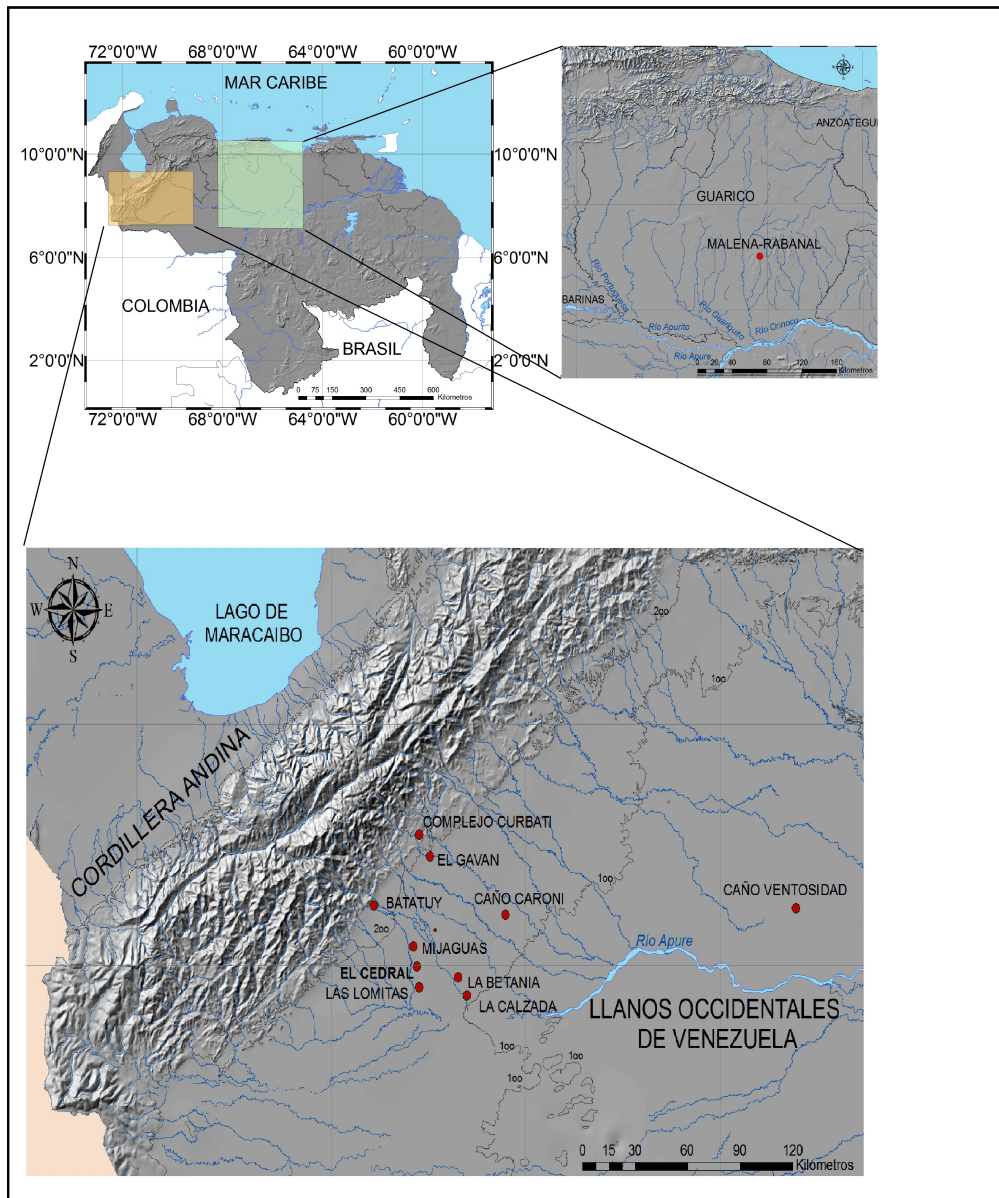 72°0'0"W 68°0'0"W 64°0'0"W 60°0'0"W
MAR CARIBE
10°0'0"N 10°0'0"N
6°0'0"N 6°0'0"N
COLOMBIA
BRASIL
2°0'0"N 2°0'0"N
0 75 150 300 450 600
Kilometros
72°0'0"W 68°0'0"W 64°0'0"W 60°0'0"W
ANZOATEGUI
GUARICO
MALENA-RABANAL
Río Portuguesa
BARINAS
Río Guariquito
Río Orinoco
Río Apurito
Río Apure
0 20 40 80 120 160
Kilometros
N
W E
S
LAGO DE
MARACAIBO
200
100
CORDILLERA ANDINA
COMPLEJO CURBATI
EL GAVAN
100
CAÑO VENTOSIDAD
CAÑO CARONI
BATATUY
200
MIJAGUAS
Río Apure
EL CEDRAL
LA BETANIA
LAS LOMITAS
LA CALZADA
LLANOS OCCIDENTALES
DE VENEZUELA
100
100
100
0 15 30 60 90 120
Kilometros